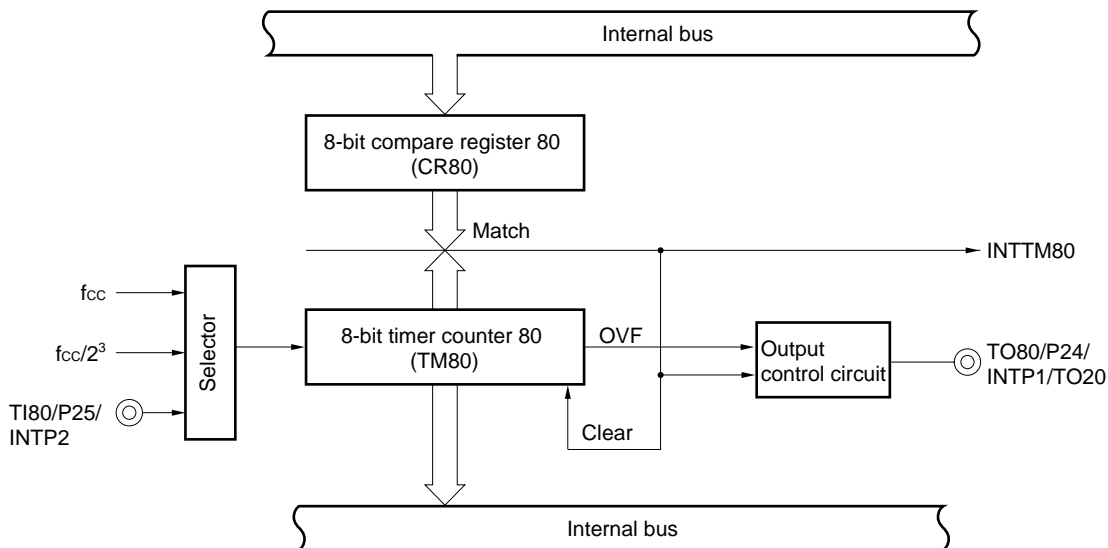 Internal bus
8-bit compare register 80
(CR80)
Match
INTTM80
fCC
fCC/2³
TI80/P25/
INTP2
Selector
8-bit timer counter 80
(TM80)
OVF
Clear
Output
control circuit
TO80/P24/
INTP1/TO20
Internal bus